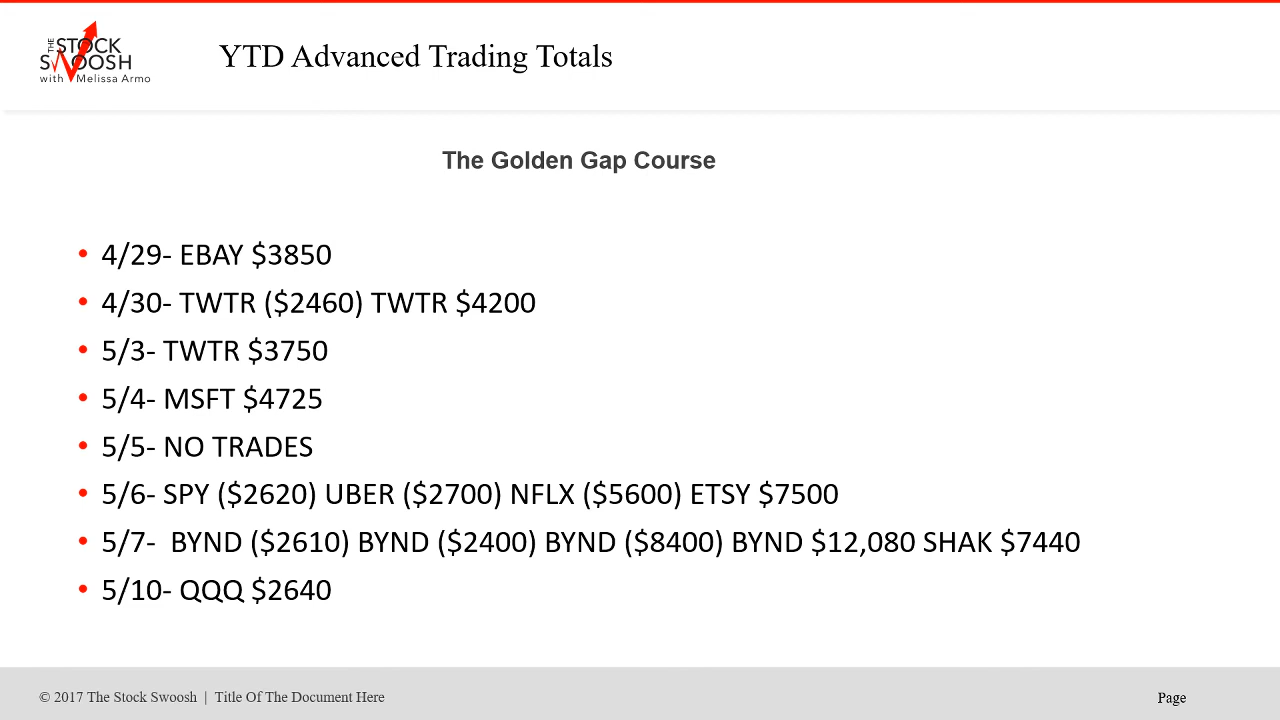 THE STOCK
SWOOSH
with Melissa Armo
YTD Advanced Trading Totals
The Golden Gap Course
• 4/29- EBAY $3850
• 4/30- TWTR ($2460) TWTR $4200
• 5/3- TWTR $3750
• 5/4- MSFT $4725
• 5/5- NO TRADES
• 5/6- SPY ($2620) UBER ($2700) NFLX ($5600) ETSY $7500
• 5/7-  BYND ($2610) BYND ($2400) BYND ($8400) BYND $12,080 SHAK $7440
• 5/10- QQQ $2640
© 2017 The Stock Swoosh | Title Of The Document Here
Page